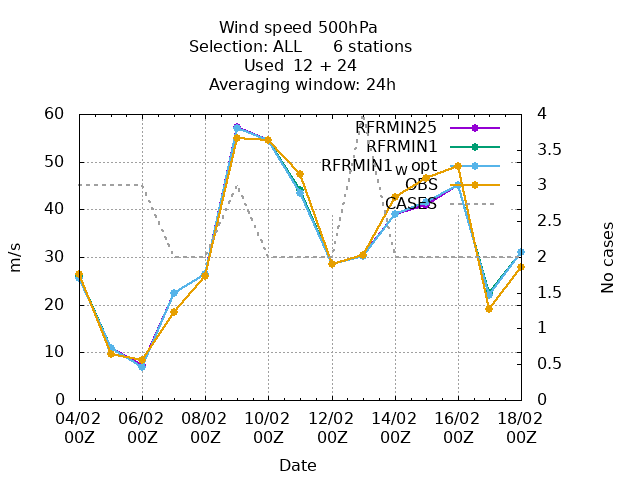 Wind speed 500hPa
Selection: ALL 6 stations
Used 12 + 24
Averaging window: 24h
60 4
RFRMIN25
50 3.5
RFRMIN1
RFRMIN1_w opt
40 3
OBS
CASES
2.5
30 2
20 1.5
1
10 0.5
0 0
m/s
No cases
04/02 06/02 08/02 10/02 12/02 14/02 16/02 18/02
00Z 00Z 00Z 00Z 00Z 00Z 00Z 00Z
Date